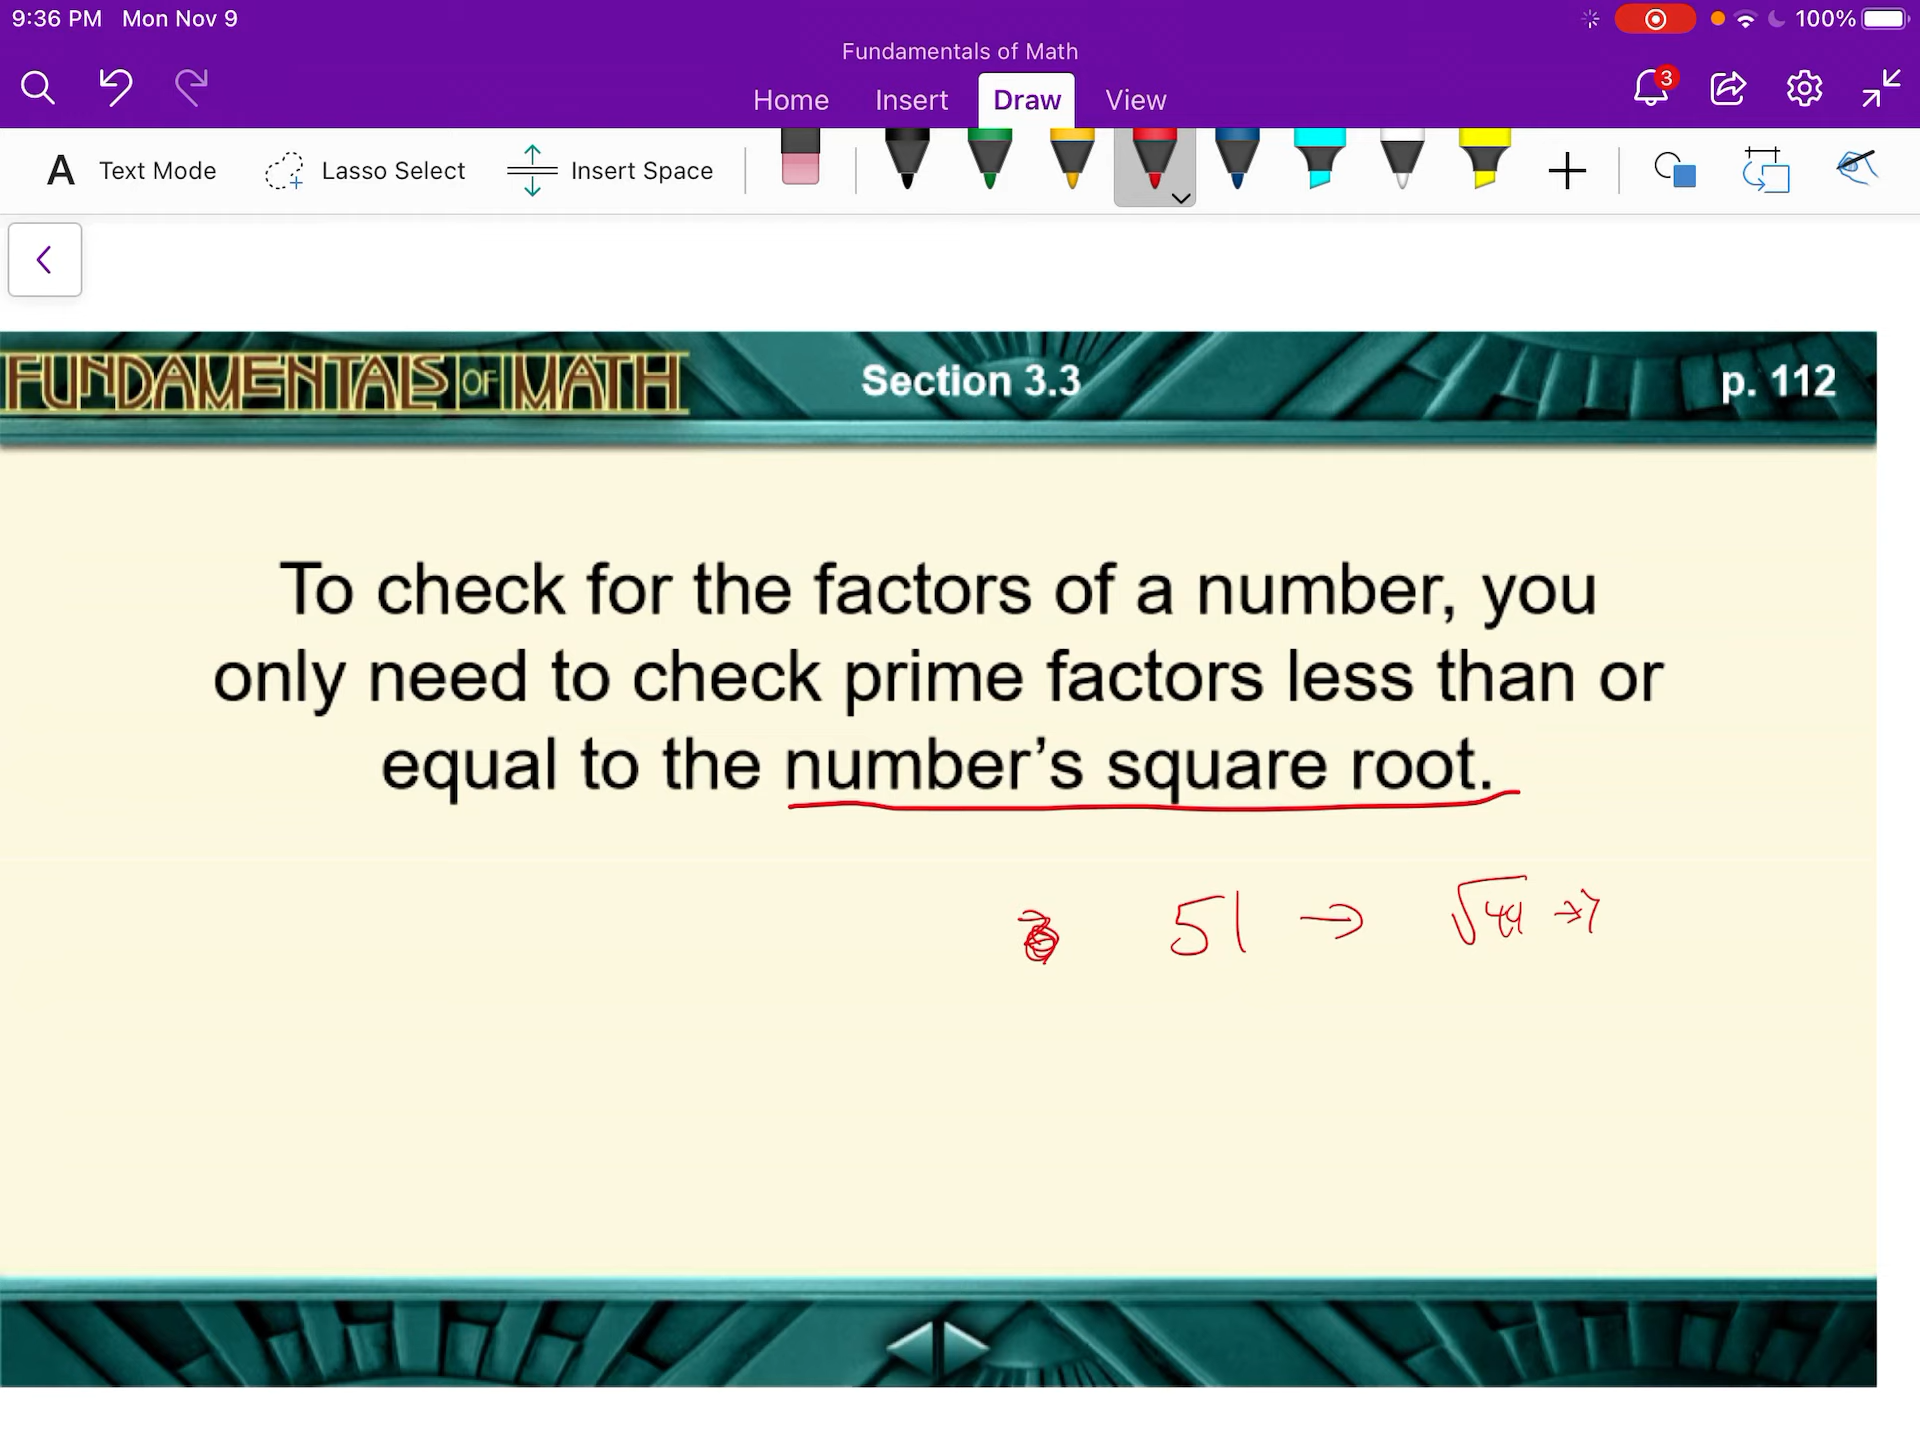 9:36 PM Mon Nov 9
100%
Fundamentals of Math
3
Home Insert Draw View
A Text Mode Lasso Select Insert Space
FUNDAMENTALS OF MATH Section 3.3 p. 112
To check for the factors of a number, you
only need to check prime factors less than or
equal to the number’s square root.
51 → √49 → 7